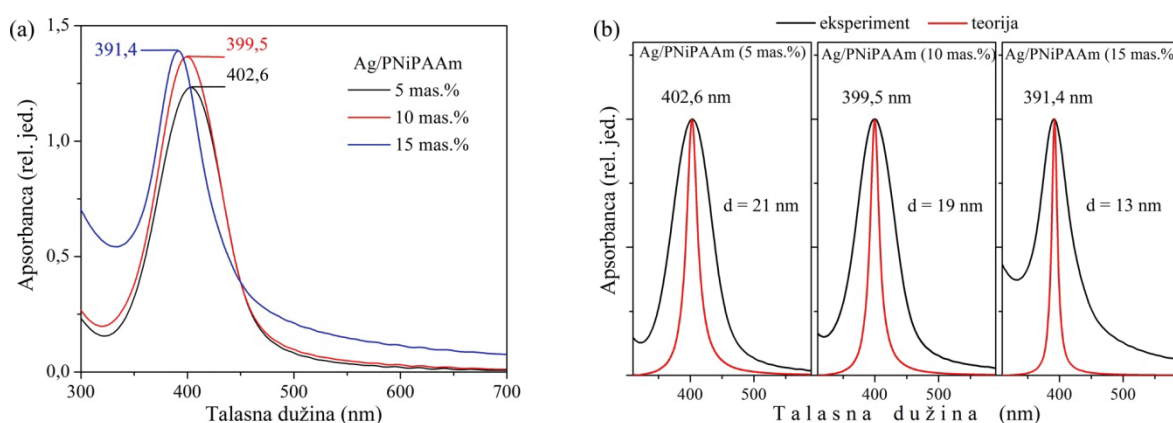 (a)
1,5
1,0
0,5
0,0
Apsorbanca (rel. jed.)
391,4
399,5
402,6
Ag/PNiPAAm
5 mas.%
10 mas.%
15 mas.%
300 400 500 600 700
Talasna dužina (nm)
(b)
eksperiment teorija
Apsorbanca (rel. jed.)
Ag/PNiPAAm (5 mas.%)
402,6 nm
d = 21 nm
Ag/PNiPAAm (10 mas.%)
399,5 nm
d = 19 nm
Ag/PNiPAAm (15 mas.%
391,4 nm
d = 13 nm
400 500 400 500 400 500
Talasna dužina (nm)